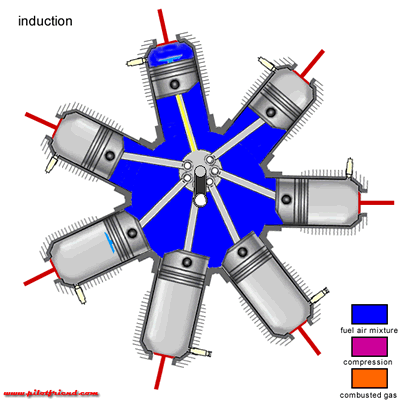 induction
fuel air mixture
compression
combusted gas
www.pilotfriend.com